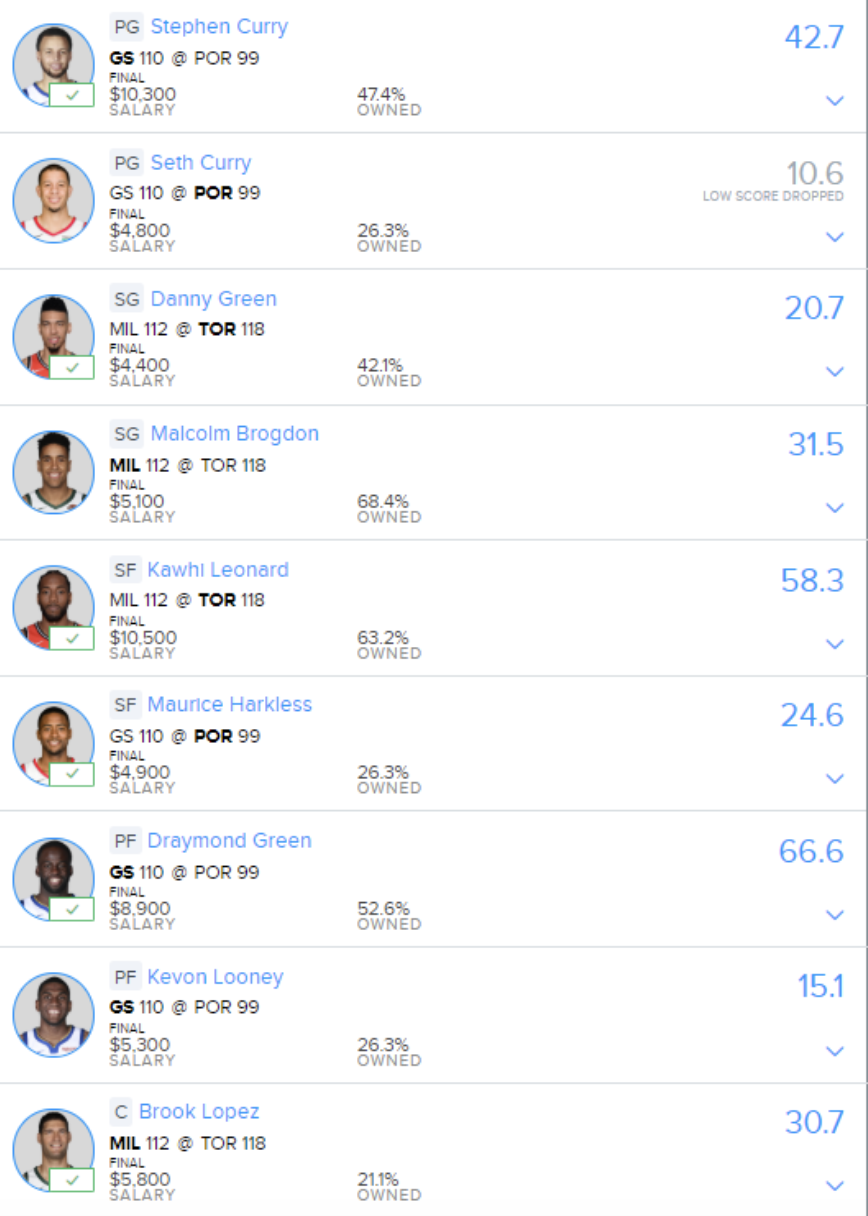 PG Stephen Curry
42.7
GS 110 @ POR 99
FINAL
$10,300 47.4%
SALARY OWNED
PG Seth Curry
10.6
LOW SCORE DROPPED
GS 110 @ POR 99
FINAL
$4,800 26.3%
SALARY OWNED
SG Danny Green
20.7
MIL 112 @ TOR 118
FINAL
$4,400 42.1%
SALARY OWNED
SG Malcolm Brogdon
31.5
MIL 112 @ TOR 118
FINAL
$5,100 68.4%
SALARY OWNED
SF Kawhi Leonard
58.3
MIL 112 @ TOR 118
FINAL
$10,500 63.2%
SALARY OWNED
SF Maurice Harkless
24.6
GS 110 @ POR 99
FINAL
$4,900 26.3%
SALARY OWNED
PF Draymond Green
66.6
GS 110 @ POR 99
FINAL
$8,900 52.6%
SALARY OWNED
PF Kevon Looney
15.1
GS 110 @ POR 99
FINAL
$5,300 26.3%
SALARY OWNED
C Brook Lopez
30.7
MIL 112 @ TOR 118
FINAL
$5,800 21.1%
SALARY OWNED